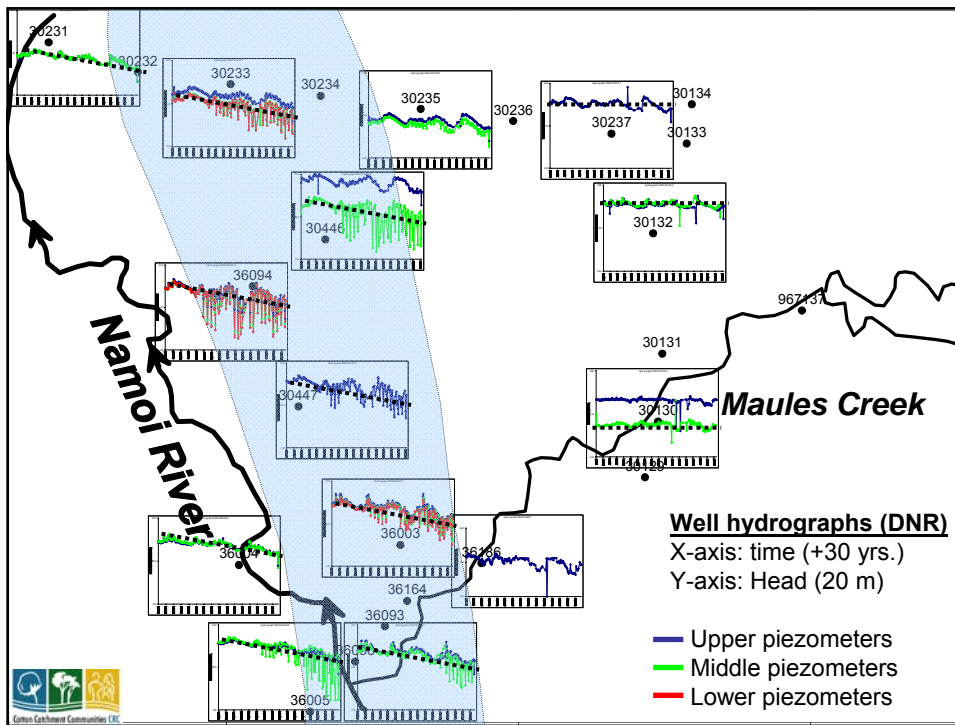 30231
30232
30233
30234
30235
30236
30237
30134
30133
30446
30132
36094
967137
30131
Namoi River
30447
30130
Maules Creek
30129
Well hydrographs (DNR)
X-axis: time (+30 yrs.)
Y-axis: Head (20 m)
36003
36004
36186
36164
36093
Upper piezometers
Middle piezometers
Lower piezometers
36005
Cotton Catchment Communities CRC